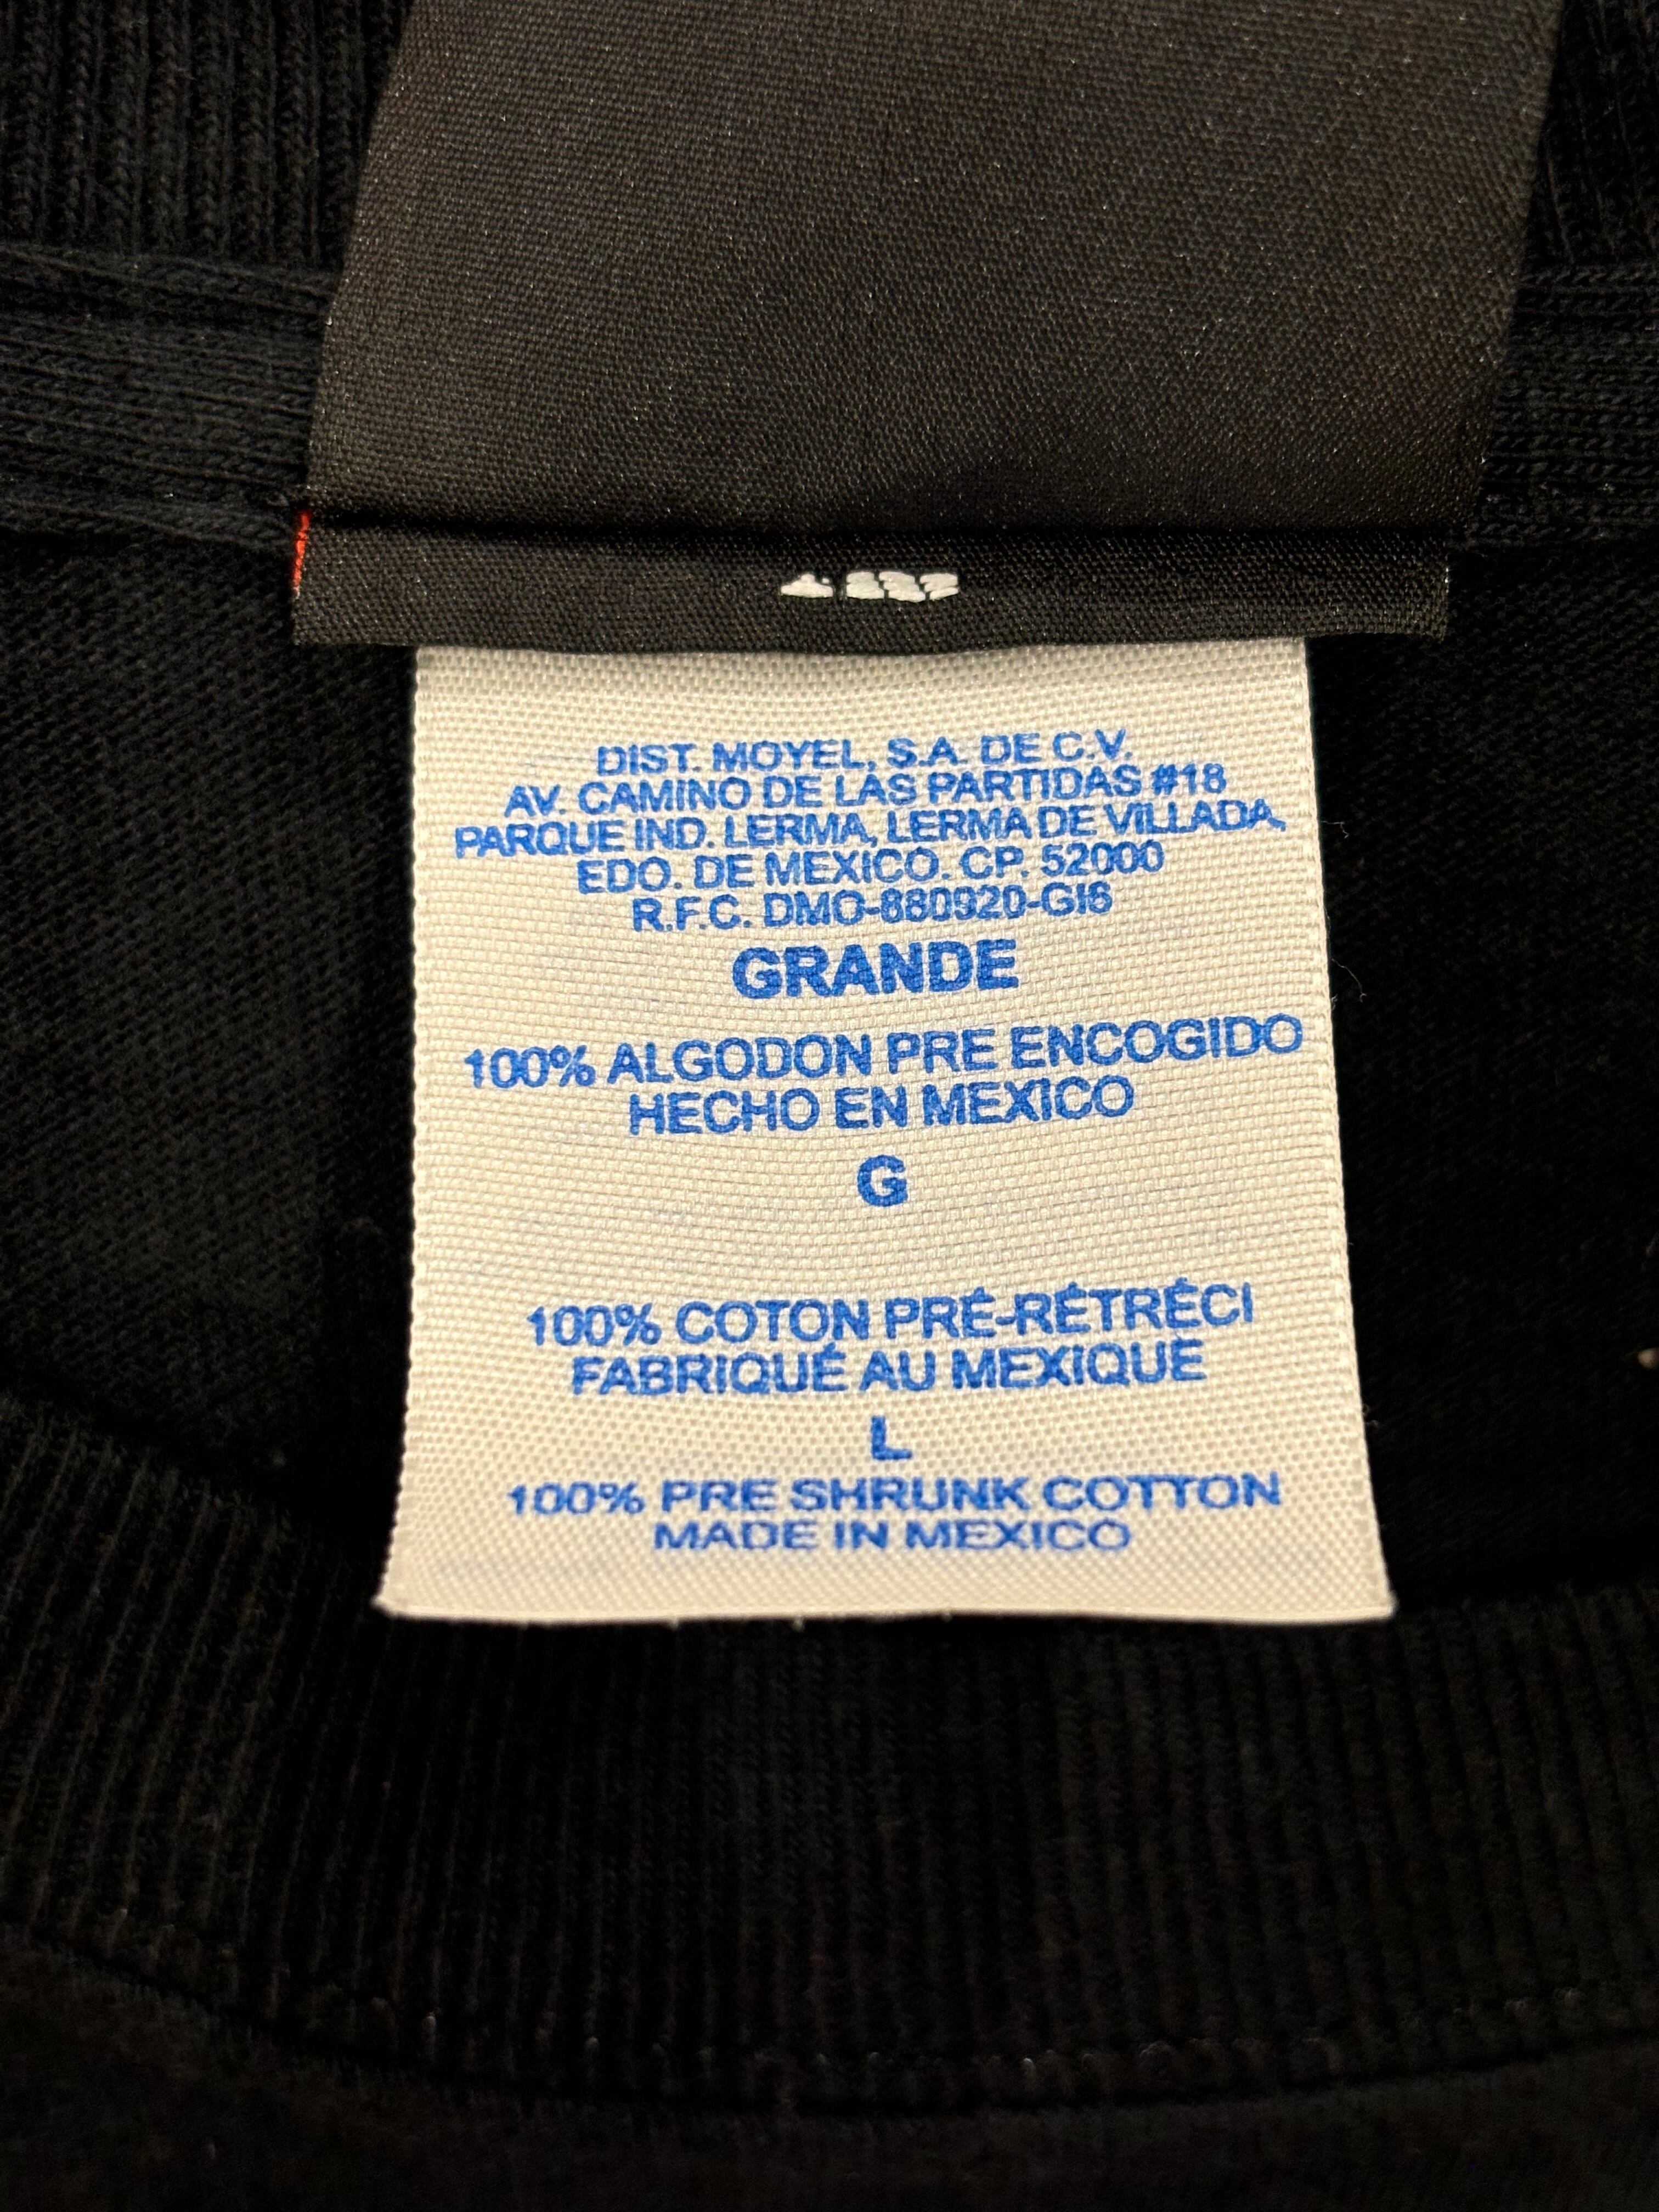 DIST. MOYEL, S.A. DE C.V.
AV. CAMINO DE LAS PARTIDAS #18
PARQUE IND. LERMA, LERMA DE VILLADA,
EDO. DE MEXICO. CP. 52000
R.F.C. DMO-880920-GI6
GRANDE
100% ALGODON PRE ENCOGIDO
HECHO EN MEXICO
G
100% COTON PRÉ-RÉTRÉCI
FABRIQUÉ AU MEXIQUE
L
100% PRE SHRUNK COTTON
MADE IN MEXICO